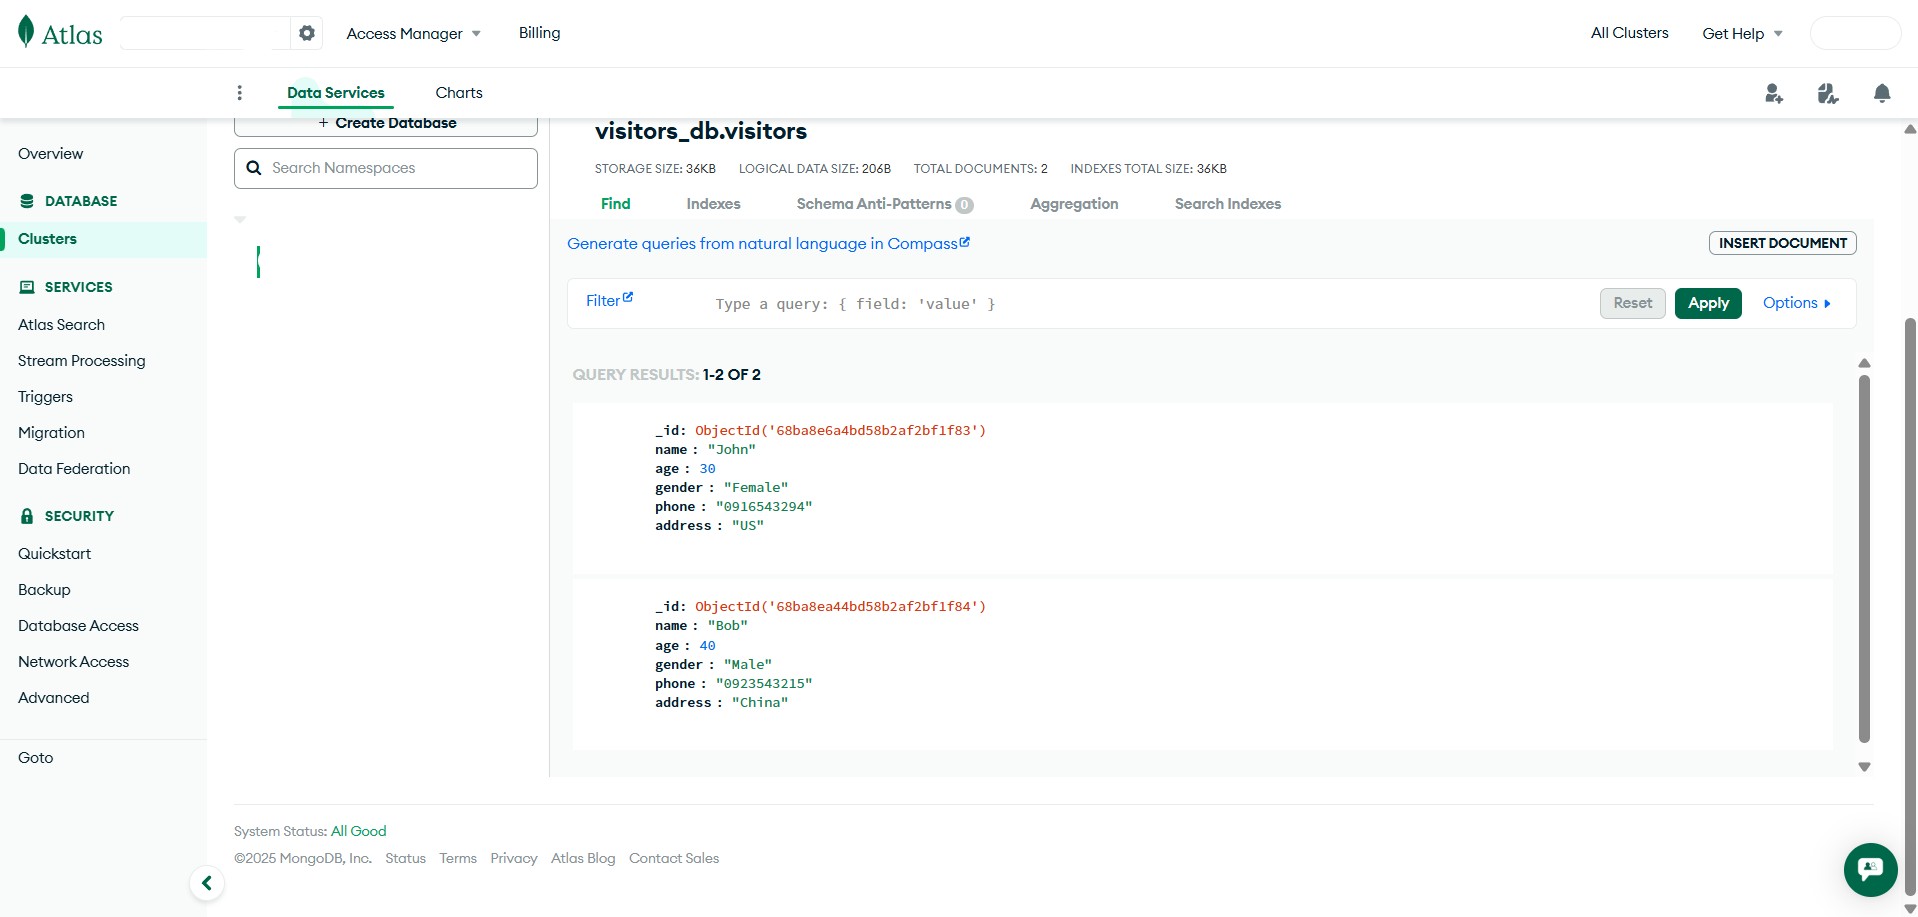 Atlas
Access Manager
Billing
All Clusters
Get Help
Data Services
Charts
+ Create Database
Search Namespaces
Overview
DATABASE
Clusters
SERVICES
Atlas Search
Stream Processing
Triggers
Migration
Data Federation
SECURITY
Quickstart
Backup
Database Access
Network Access
Advanced
Goto
visitors_db.visitors
STORAGE SIZE: 36KB LOGICAL DATA SIZE: 206B TOTAL DOCUMENTS: 2 INDEXES TOTAL SIZE: 36KB
Find Indexes Schema Anti-Patterns 0 Aggregation Search Indexes
Generate queries from natural language in Compass
INSERT DOCUMENT
Filter
Type a query: { field: 'value' }
Reset
Apply
Options
QUERY RESULTS: 1-2 OF 2
_id: ObjectId('68ba8e6a4bd58b2af2bf1f83')
name : "John"
age : 30
gender : "Female"
phone : "0916543294"
address : "US"
_id: ObjectId('68ba8ea44bd58b2af2bf1f84')
name : "Bob"
age : 40
gender : "Male"
phone : "0923543215"
address : "China"
System Status: All Good
©2025 MongoDB, Inc. Status Terms Privacy Atlas Blog Contact Sales